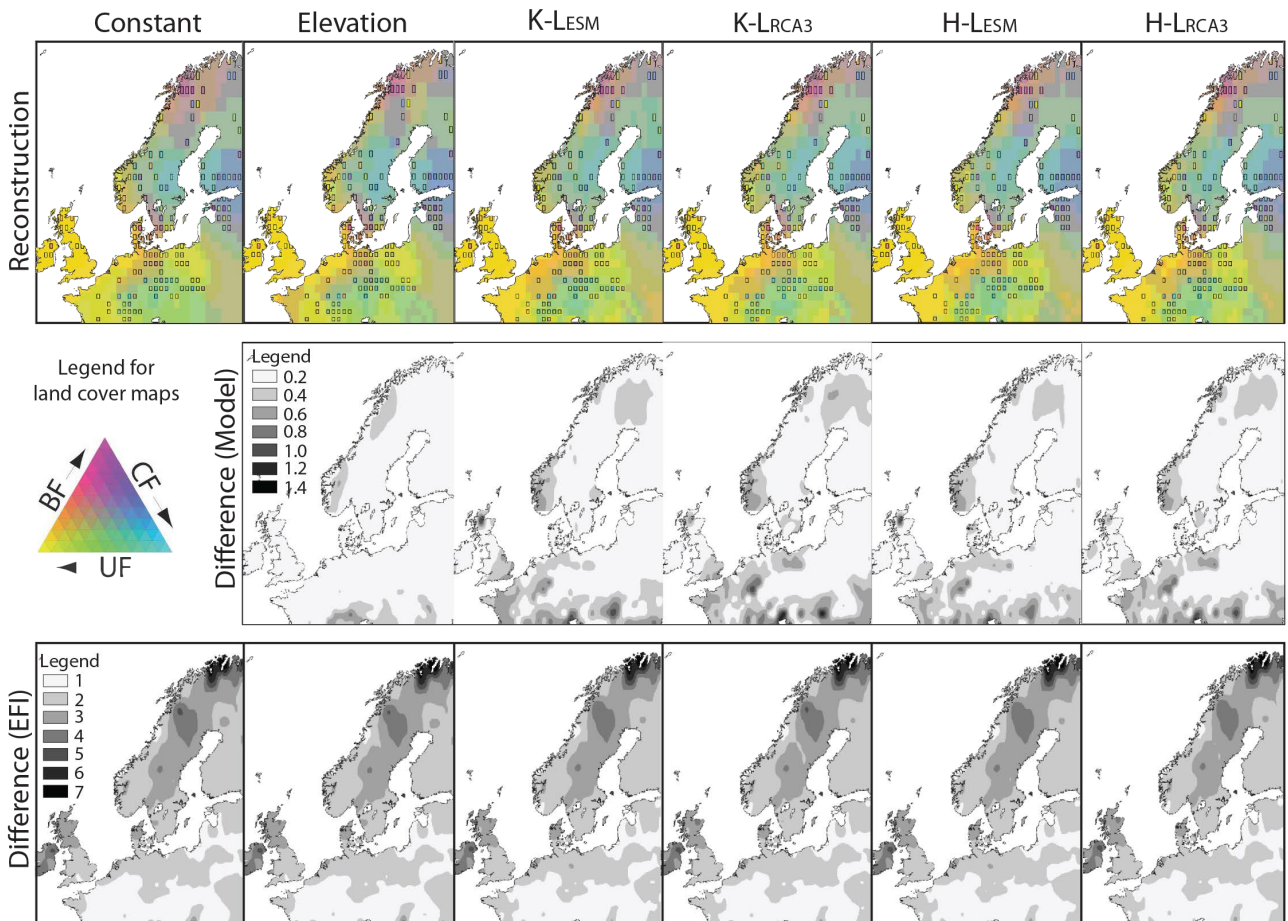 Constant Elevation K-LESM K-LRCA3 H-LESM H-LRCA3
Reconstruction
Legend for
land cover maps
BF
CF
UF
Difference (Model)
Legend
0.2
0.4
0.6
0.8
1.0
1.2
1.4
Difference (EFI)
Legend
1
2
3
4
5
6
7